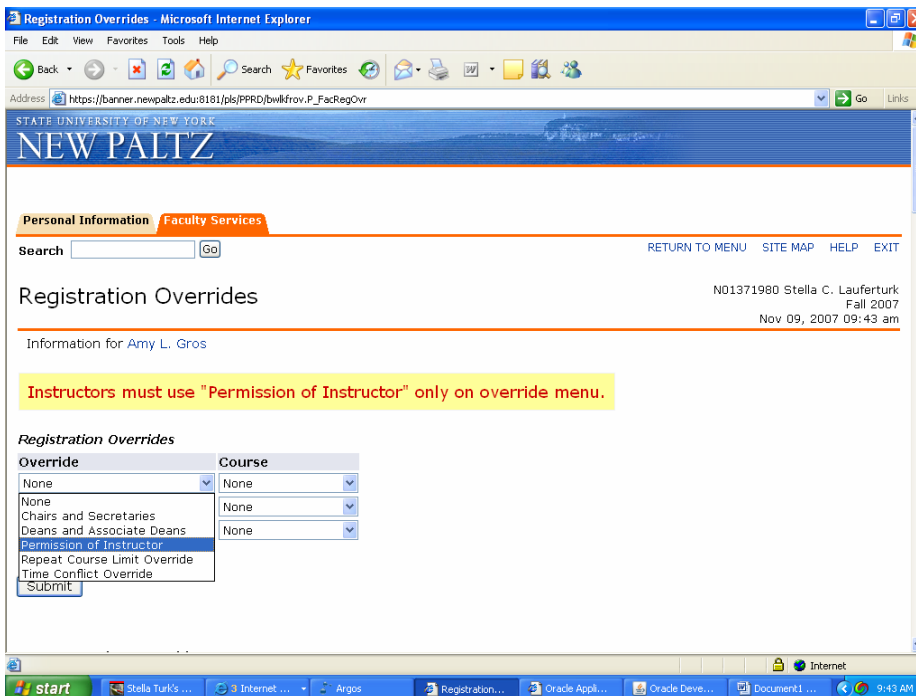 Registration Overrides - Microsoft Internet Explorer
File Edit View Favorites Tools Help
Back Search Favorites
Address https://banner.newpaltz.edu:8181/pls/PPRD/bwlkfrov.P_FacRegOvr Go Links
STATE UNIVERSITY OF NEW YORK
NEW PALTZ
Personal Information Faculty Services
Search Go RETURN TO MENU SITE MAP HELP EXIT
Registration Overrides
N01371980 Stella C. Lauferturk
Fall 2007
Nov 09, 2007 09:43 am
Information for Amy L. Gros
Instructors must use "Permission of Instructor" only on override menu.
Registration Overrides
Override Course
None None
None None
Chairs and Secretaries
Deans and Associate Deans None
Permission of Instructor
Repeat Course Limit Override
Time Conflict Override
Submit
Internet
start Stella Turk's ... 3 Internet ... Argos Registration... Oracle Appli... Oracle Deve... Document1 ... 9:43 AM